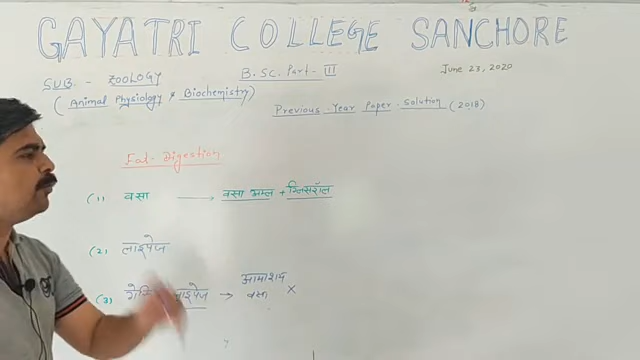 GAYATRI COLLEGE SANCHORE
SUB. - ZOOLOGY B.SC. Part - III June 23, 2020
(Animal Physiology & Biochemistry)
Previous - Year Paper - Solution (2018)
Fat - Digestion
(1) वसा → वसा अम्ल + ग्लिसरॉल
(2) लाइपेज
(3) लाइपेज → आमाशय
वसा ×